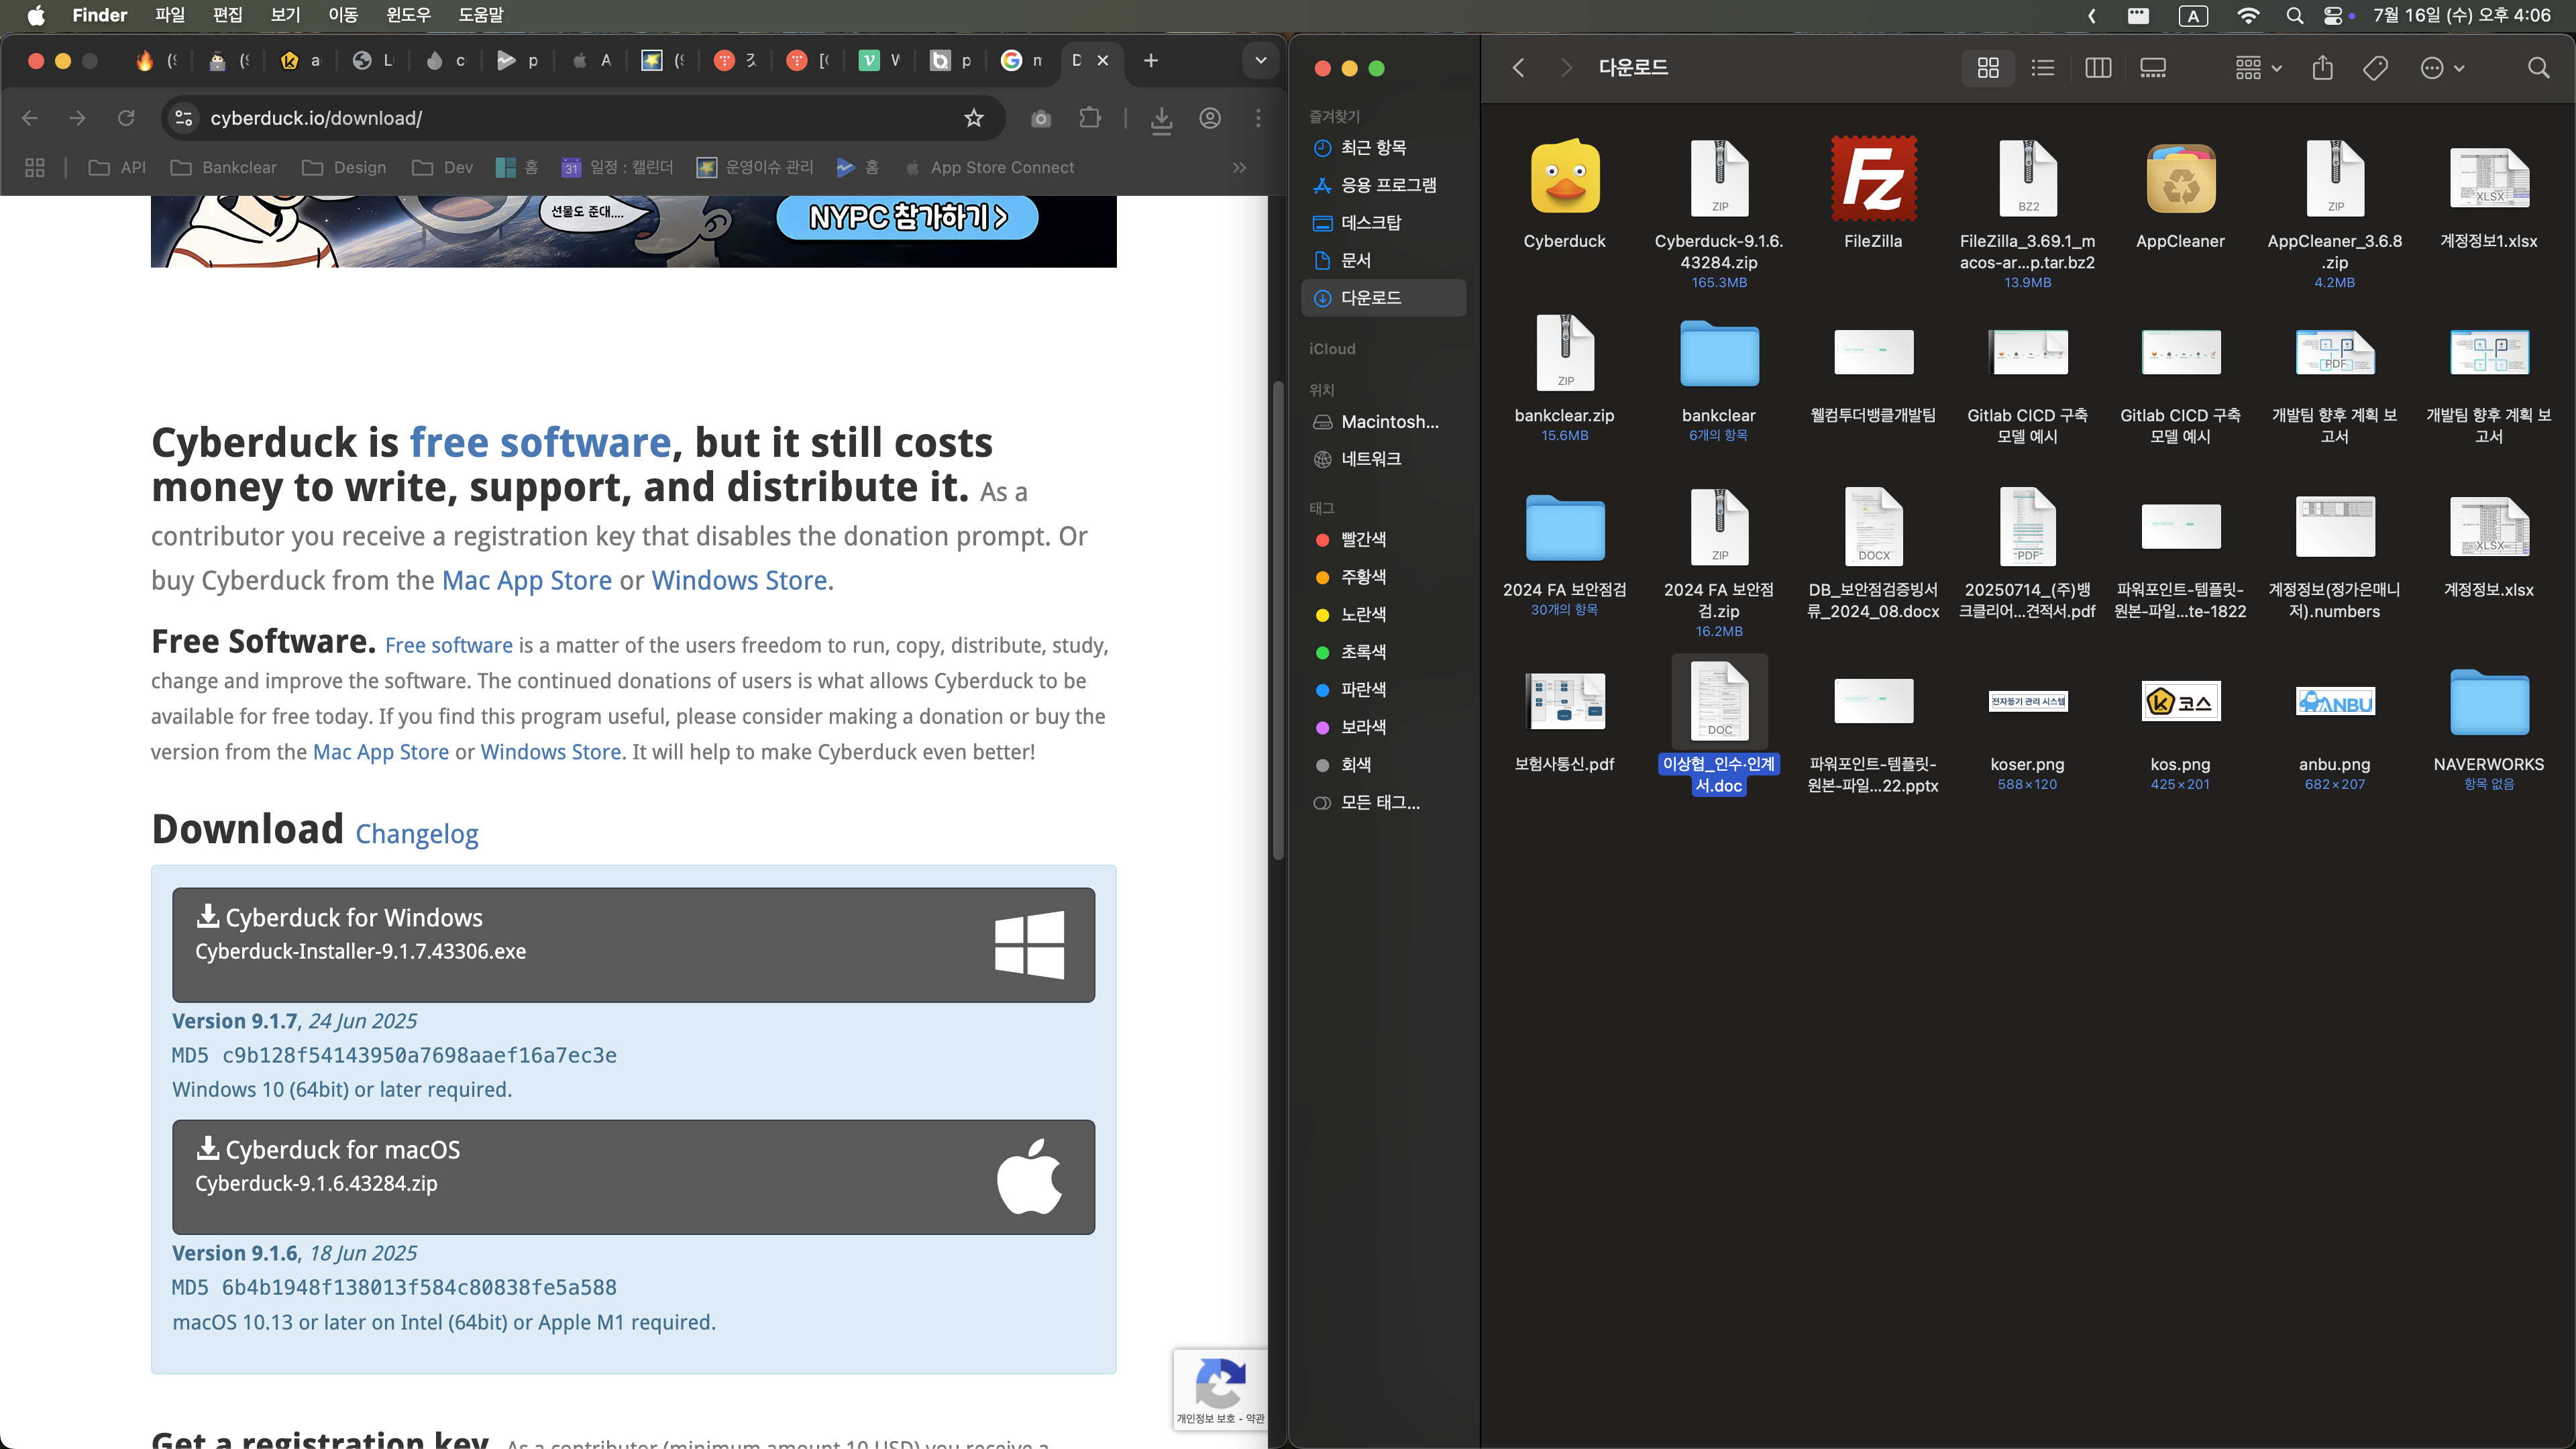 Finder 파일 편집 보기 이동 윈도우 도움말
A 7월 16일 (수) 오후 4:06
cyberduck.io/download/
API Bankclear Design Dev 홈 31 일정 : 캘린더 운영이슈 관리 홈 App Store Connect
선물도 준대....
NYPC 참가하기 >
Cyberduck is free software, but it still costs
money to write, support, and distribute it. As a
contributor you receive a registration key that disables the donation prompt. Or
buy Cyberduck from the Mac App Store or Windows Store.
Free Software. Free software is a matter of the users freedom to run, copy, distribute, study,
change and improve the software. The continued donations of users is what allows Cyberduck to be
available for free today. If you find this program useful, please consider making a donation or buy the
version from the Mac App Store or Windows Store. It will help to make Cyberduck even better!
Download Changelog
Cyberduck for Windows
Cyberduck-Installer-9.1.7.43306.exe
Version 9.1.7, 24 Jun 2025
MD5 c9b128f54143950a7698aaef16a7ec3e
Windows 10 (64bit) or later required.
Cyberduck for macOS
Cyberduck-9.1.6.43284.zip
Version 9.1.6, 18 Jun 2025
MD5 6b4b1948f138013f584c80838fe5a588
macOS 10.13 or later on Intel (64bit) or Apple M1 required.
개인정보 보호 - 약관
Get a registration key As a contributor (minimum amount 10 USD) you receive a
다운로드
즐겨찾기
최근 항목
응용 프로그램
데스크탑
문서
다운로드
iCloud
위치
Macintosh...
네트워크
태그
빨간색
주황색
노란색
초록색
파란색
보라색
회색
모든 태그...
ZIP Fz BZ2 ZIP XLSX
Cyberduck
Cyberduck-9.1.6.
43284.zip
165.3MB
FileZilla
FileZilla_3.69.1_m
acos-ar...p.tar.bz2
13.9MB
AppCleaner
AppCleaner_3.6.8
.zip
4.2MB
계정정보1.xlsx
ZIP PDF
bankclear.zip
15.6MB
bankclear
6개의 항목
웰컴투더뱅클개발팀
Gitlab CICD 구축
모델 예시
Gitlab CICD 구축
모델 예시
개발팀 향후 계획 보
고서
개발팀 향후 계획 보
고서
ZIP DOCX PDF XLSX
2024 FA 보안점검
30개의 항목
2024 FA 보안점
검.zip
16.2MB
DB_보안점검증빙서
류_2024_08.docx
20250714_(주)뱅
크클리어...견적서.pdf
파워포인트-템플릿-
원본-파일...te-1822
계정정보(정가은매니
저).numbers
계정정보.xlsx
DOC 전자등기 관리 시스템 코스 ANBU
보험사통신.pdf
이상협_인수·인계
서.doc
파워포인트-템플릿-
원본-파일...22.pptx
koser.png
588×120
kos.png
425×201
anbu.png
682×207
NAVERWORKS
항목 없음